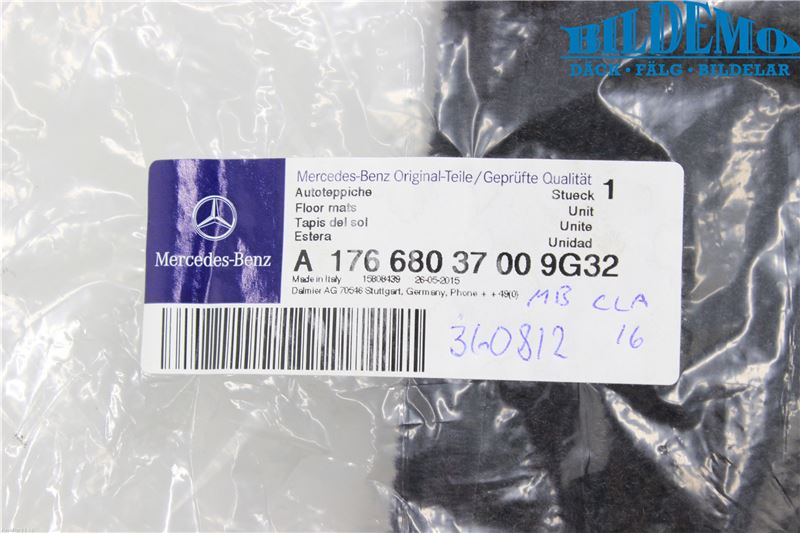 BILDEMO
DÄCK • FÄLG • BILDELAR
Mercedes-Benz Original-Teile/Geprüfte Qualität
Autoteppiche Stueck 1
Floor mats Unit
Tapis del sol Unite
Estera Unidad
Mercedes-Benz
A 176 680 37 00 9G32
Made in Italy 15808439 26-05-2015
Daimler AG 70546 Stuttgart, Germany, Phone + +49(0)
MB CLA
340812 16